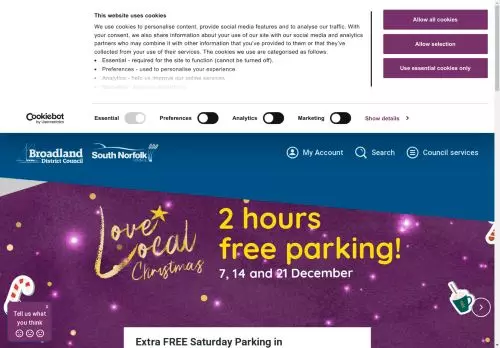 This website uses cookies
We use cookies to personalise content, provide social media features and to analyse our traffic. With
your consent, we also share information about your use of our site with our social media and analytics
partners who may combine it with other information that you've provided to them or that they've
collected from your use of their services. The cookies we use are categorised as follows:
Essential - required for the site to function (cannot be turned off).
Preferences - used to personalise your experience
Analytics - help us improve our online services
Allow all cookies
Allow selection
Use essential cookies only
Cookiebot
by Usercentrics
Essential
Preferences
Analytics
Marketing
Show details
Broadland
District Council
South Norfolk
My Account
Search
Council services
Love
Local
Christmas
2 hours
free parking!
7, 14 and 21 December
x
Tell us what
you think
Extra FREE Saturday Parking in